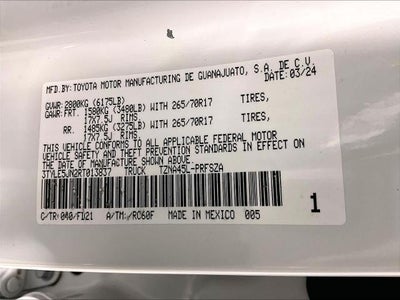 MFD.BY: TOYOTA MOTOR MANUFACTURING DE GUANAJUATO, S.A. DE C.V.
DATE: 03/24
GVWR: 2800KG (6175LB)
GAWR: FRT. 1580KG (3480LB) WITH 265/70R17 TIRES,
17X7.5J RIMS.
RR. 1485KG (3275LB) WITH 265/70R17 TIRES,
17X7.5J RIMS.
THIS VEHICLE CONFORMS TO ALL APPLICABLE FEDERAL MOTOR
VEHICLE SAFETY AND THEFT PREVENTION STANDARDS IN EFFECT ON
THE DATE OF MANUFACTURE SHOWN ABOVE.
3TYLE5JN2RT013837 TRUCK TZNA45L-PRFSZA
C/TR: 040/FD21 A/TM: /RC60F MADE IN MEXICO 005 1